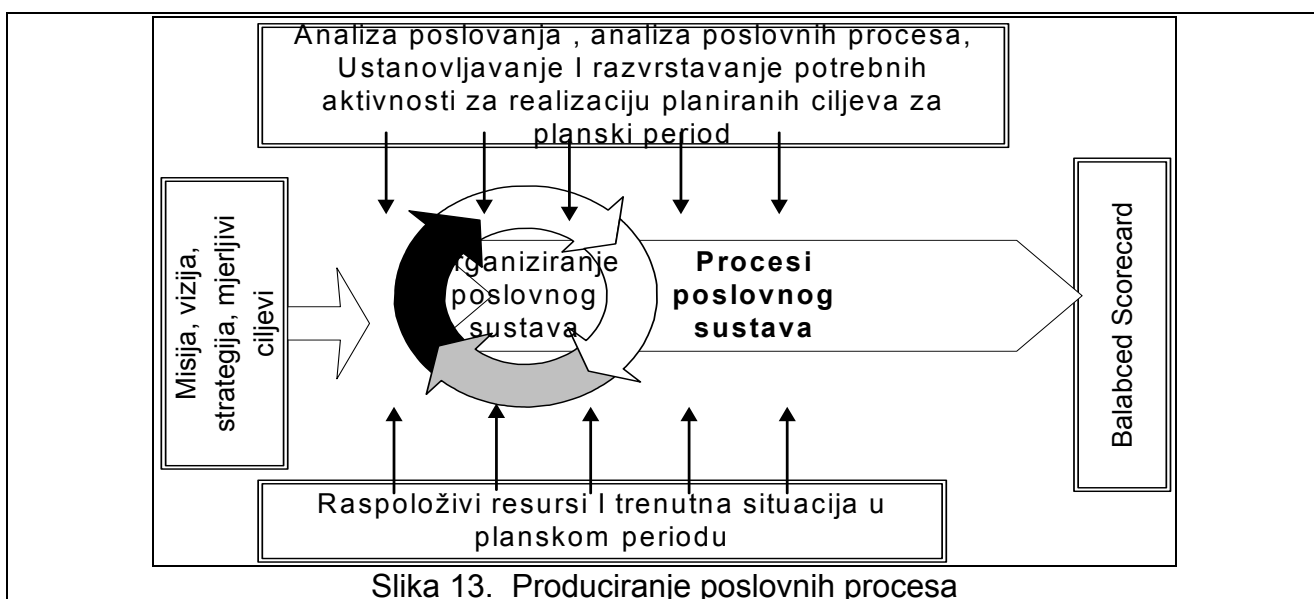 Analiza poslovanja , analiza poslovnih procesa,
Ustanovljavanje I razvrstavanje potrebnih
aktivnosti za realizaciju planiranih ciljeva za
planski period
Misija, vizija,
strategija, mjerljivi
ciljevi
rganiziranje
poslovnog
sustava
Procesi
poslovnog
sustava
Balabced Scorecard
Raspoloživi resursi I trenutna situacija u
planskom periodu
Slika 13. Produciranje poslovnih procesa